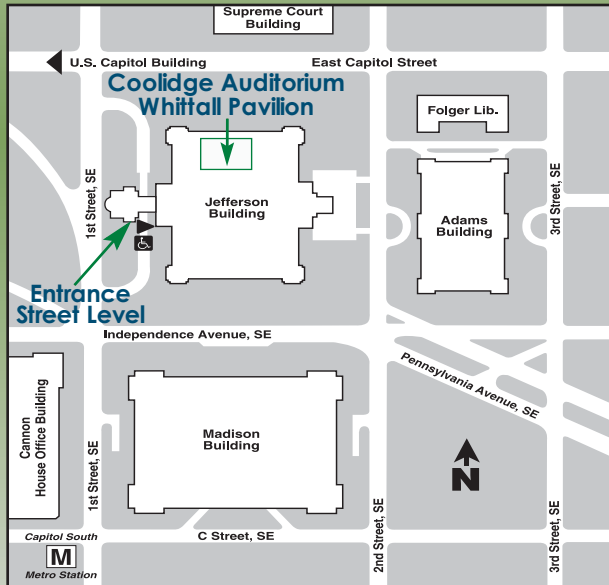 Supreme Court
Building
U.S. Capitol Building
East Capitol Street
Coolidge Auditorium
Whittall Pavilion
Folger Lib.
1st Street, SE
Jefferson
Building
Adams
Building
3rd Street, SE
Entrance
Street Level
Independence Avenue, SE
Pennsylvania Avenue, SE
Cannon
House Office Building
1st Street, SE
Madison
Building
N
2nd Street, SE
3rd Street, SE
Capitol South
M
Metro Station
C Street, SE